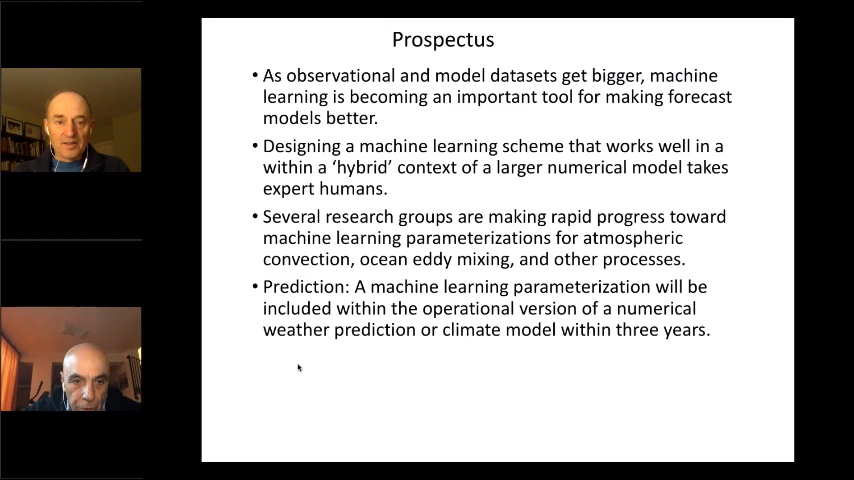 Prospectus
• As observational and model datasets get bigger, machine
learning is becoming an important tool for making forecast
models better.
• Designing a machine learning scheme that works well in a
within a ‘hybrid’ context of a larger numerical model takes
expert humans.
• Several research groups are making rapid progress toward
machine learning parameterizations for atmospheric
convection, ocean eddy mixing, and other processes.
• Prediction: A machine learning parameterization will be
included within the operational version of a numerical
weather prediction or climate model within three years.